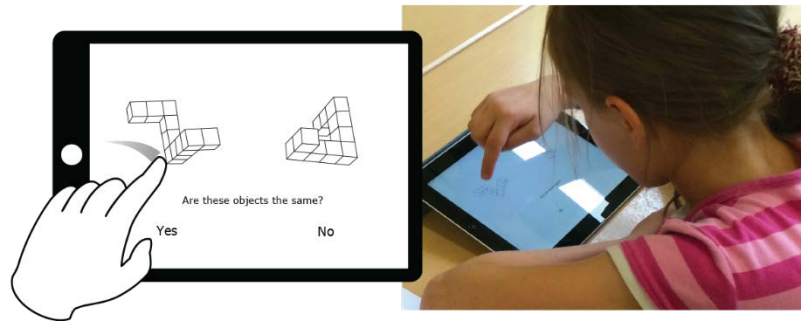 Are these objects the same?
Yes
No